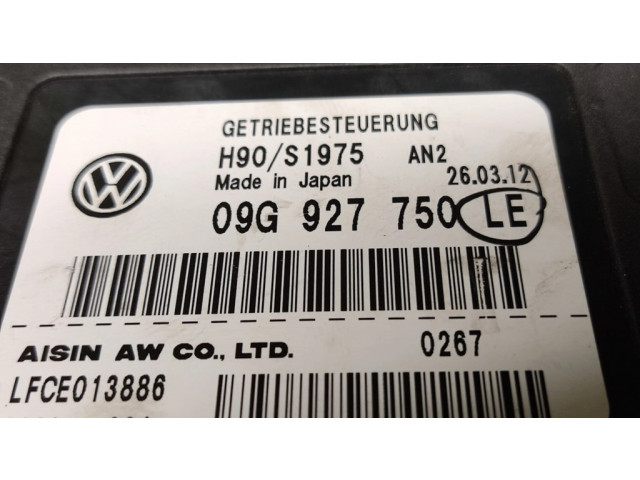 GETRIEBESTEUERUNG
H90/S1975 AN2
Made in Japan 26.03.12
09G 927 750 LE
AISIN AW CO., LTD. 0267
LFCE013886